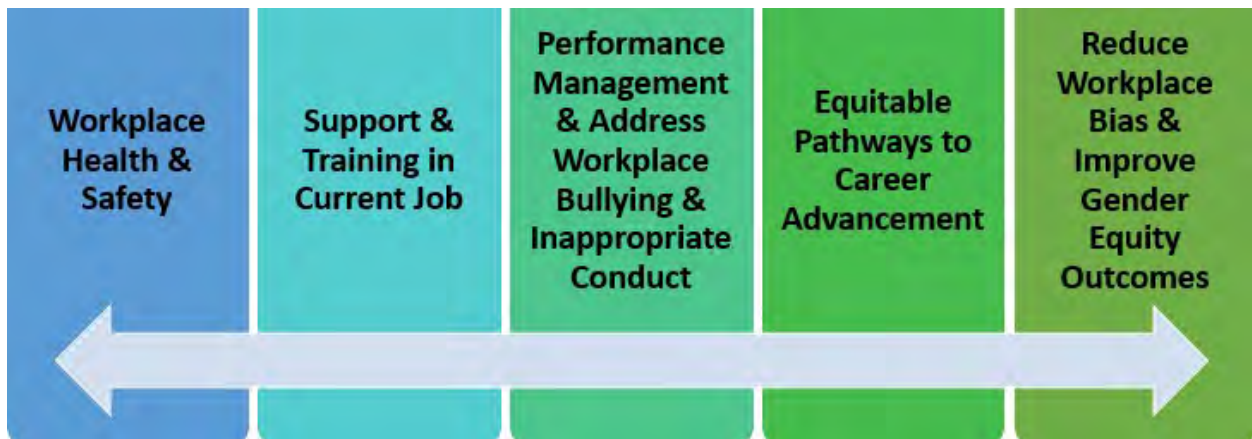 Workplace
Health &
Safety
Support &
Training in
Current Job
Performance
Management
& Address
Workplace
Bullying &
Inappropriate
Conduct
Equitable
Pathways to
Career
Advancement
Reduce
Workplace
Bias &
Improve
Gender
Equity
Outcomes